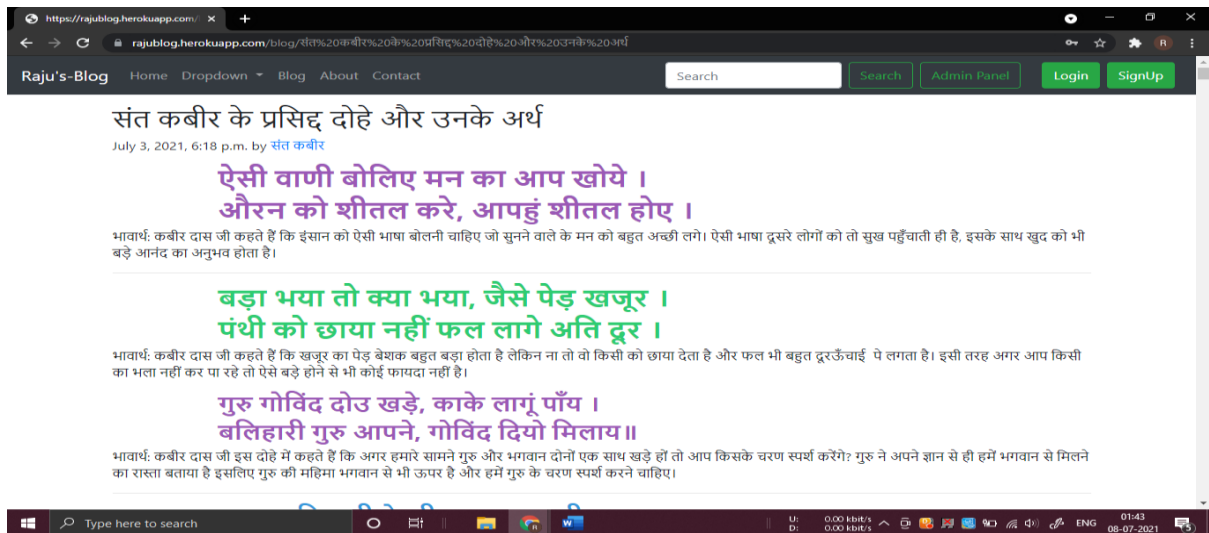 https://rajublog.herokuapp.com/
rajublog.herokuapp.com/blog/संत%20कबीर%20के%20प्रसिद्द%20दोहे%20और%20उनके%20अर्थ
R
Raju's-Blog Home Dropdown Blog About Contact Search Search Admin Panel Login SignUp
संत कबीर के प्रसिद्द दोहे और उनके अर्थ
July 3, 2021, 6:18 p.m. by संत कबीर
ऐसी वाणी बोलिए मन का आप खोये ।
औरन को शीतल करे, आपहुं शीतल होए ।
भावार्थ: कबीर दास जी कहते हैं कि इंसान को ऐसी भाषा बोलनी चाहिए जो सुनने वाले के मन को बहुत अच्छी लगे। ऐसी भाषा दूसरे लोगों को तो सुख पहुँचाती ही है, इसके साथ खुद को भी
बड़े आनंद का अनुभव होता है।
बड़ा भया तो क्या भया, जैसे पेड़ खजूर ।
पंथी को छाया नहीं फल लागे अति दूर ।
भावार्थ: कबीर दास जी कहते हैं कि खजूर का पेड़ बेशक बहुत बड़ा होता है लेकिन ना तो वो किसी को छाया देता है और फल भी बहुत दूरऊँचाई पे लगता है। इसी तरह अगर आप किसी
का भला नहीं कर पा रहे तो ऐसे बड़े होने से भी कोई फायदा नहीं है।
गुरु गोविंद दोउ खड़े, काके लागूं पाँय ।
बलिहारी गुरु आपने, गोविंद दियो मिलाय॥
भावार्थ: कबीर दास जी इस दोहे में कहते हैं कि अगर हमारे सामने गुरु और भगवान दोनों एक साथ खड़े हों तो आप किसके चरण स्पर्श करेंगे? गुरु ने अपने ज्ञान से ही हमें भगवान से मिलने
का रास्ता बताया है इसलिए गुरु की महिमा भगवान से भी ऊपर है और हमें गुरु के चरण स्पर्श करने चाहिए।
Type here to search
U: 0.00 kbit/s
D: 0.00 kbit/s
ENG
01:43
08-07-2021
5